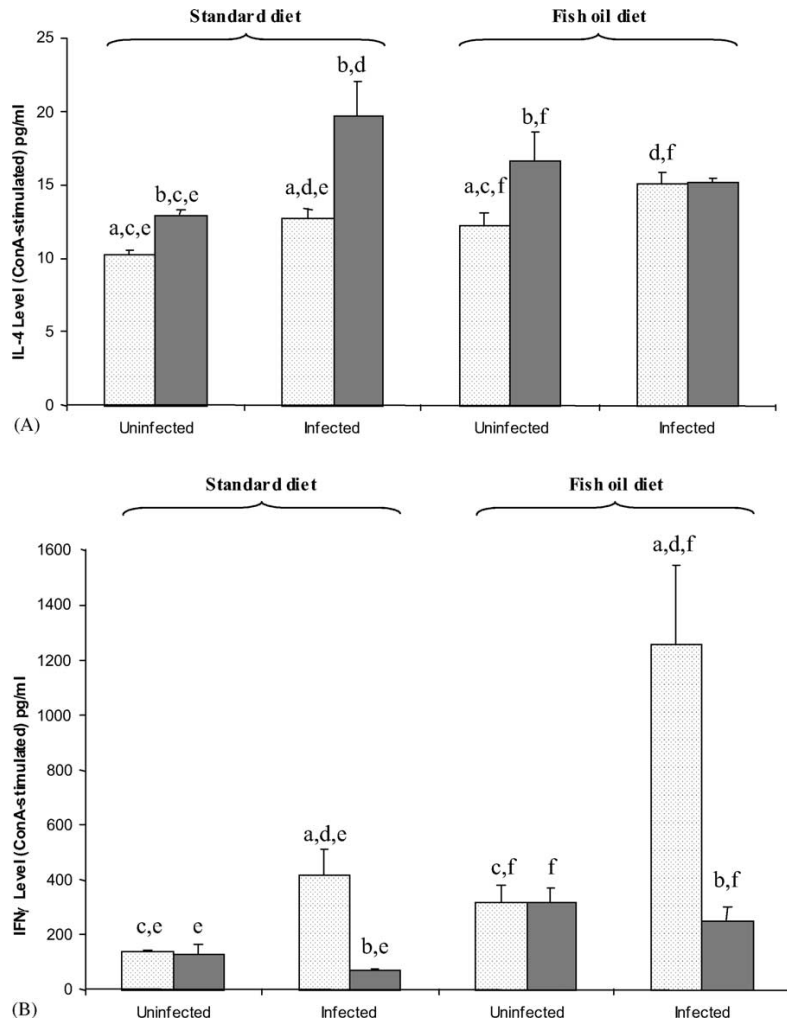 Standard diet Fish oil diet
25
20
15
10
5
0
IL-4 Level (ConA-stimulated) pg/ml
a,c,e b,c,e a,d,e b,d a,c,f b,f d,f
Uninfected Infected Uninfected Infected
(A)
Standard diet Fish oil diet
1600
1400
1200
1000
800
600
400
200
0
IFNγ Level (ConA-stimulated) pg/ml
c,e e a,d,e b,e c,f f a,d,f b,f
Uninfected Infected Uninfected Infected
(B)